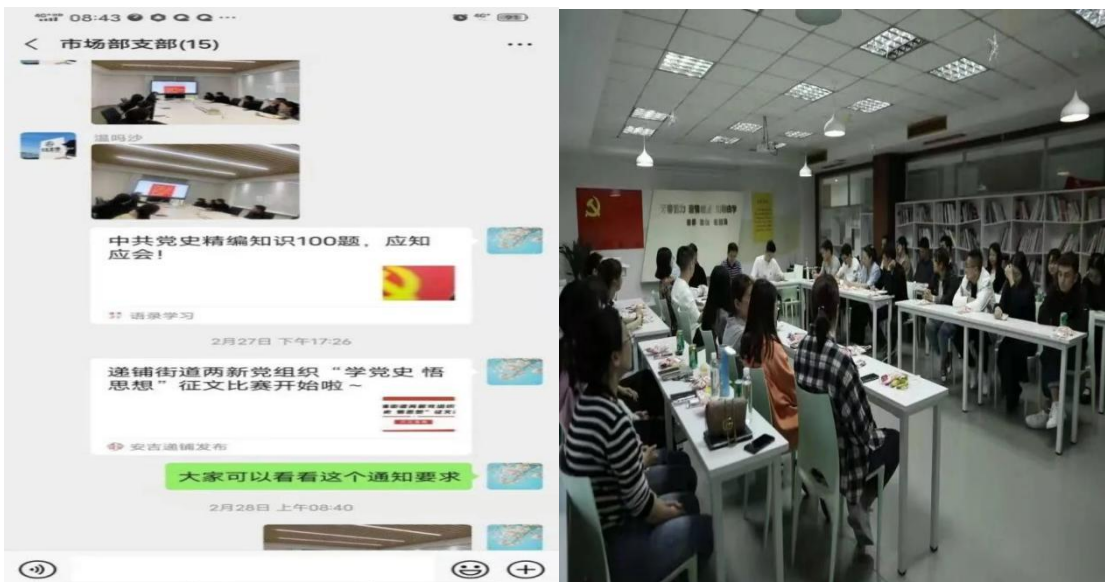 08:43
市场部支部(15)
温鸣沙
中共党史精编知识100题，应知
应会！
语录学习
2月27日 下午17:26
递铺街道两新党组织“学党史 悟
思想”征文比赛开始啦~
安吉递铺发布
大家可以看看这个通知要求
2月28日 上午08:40